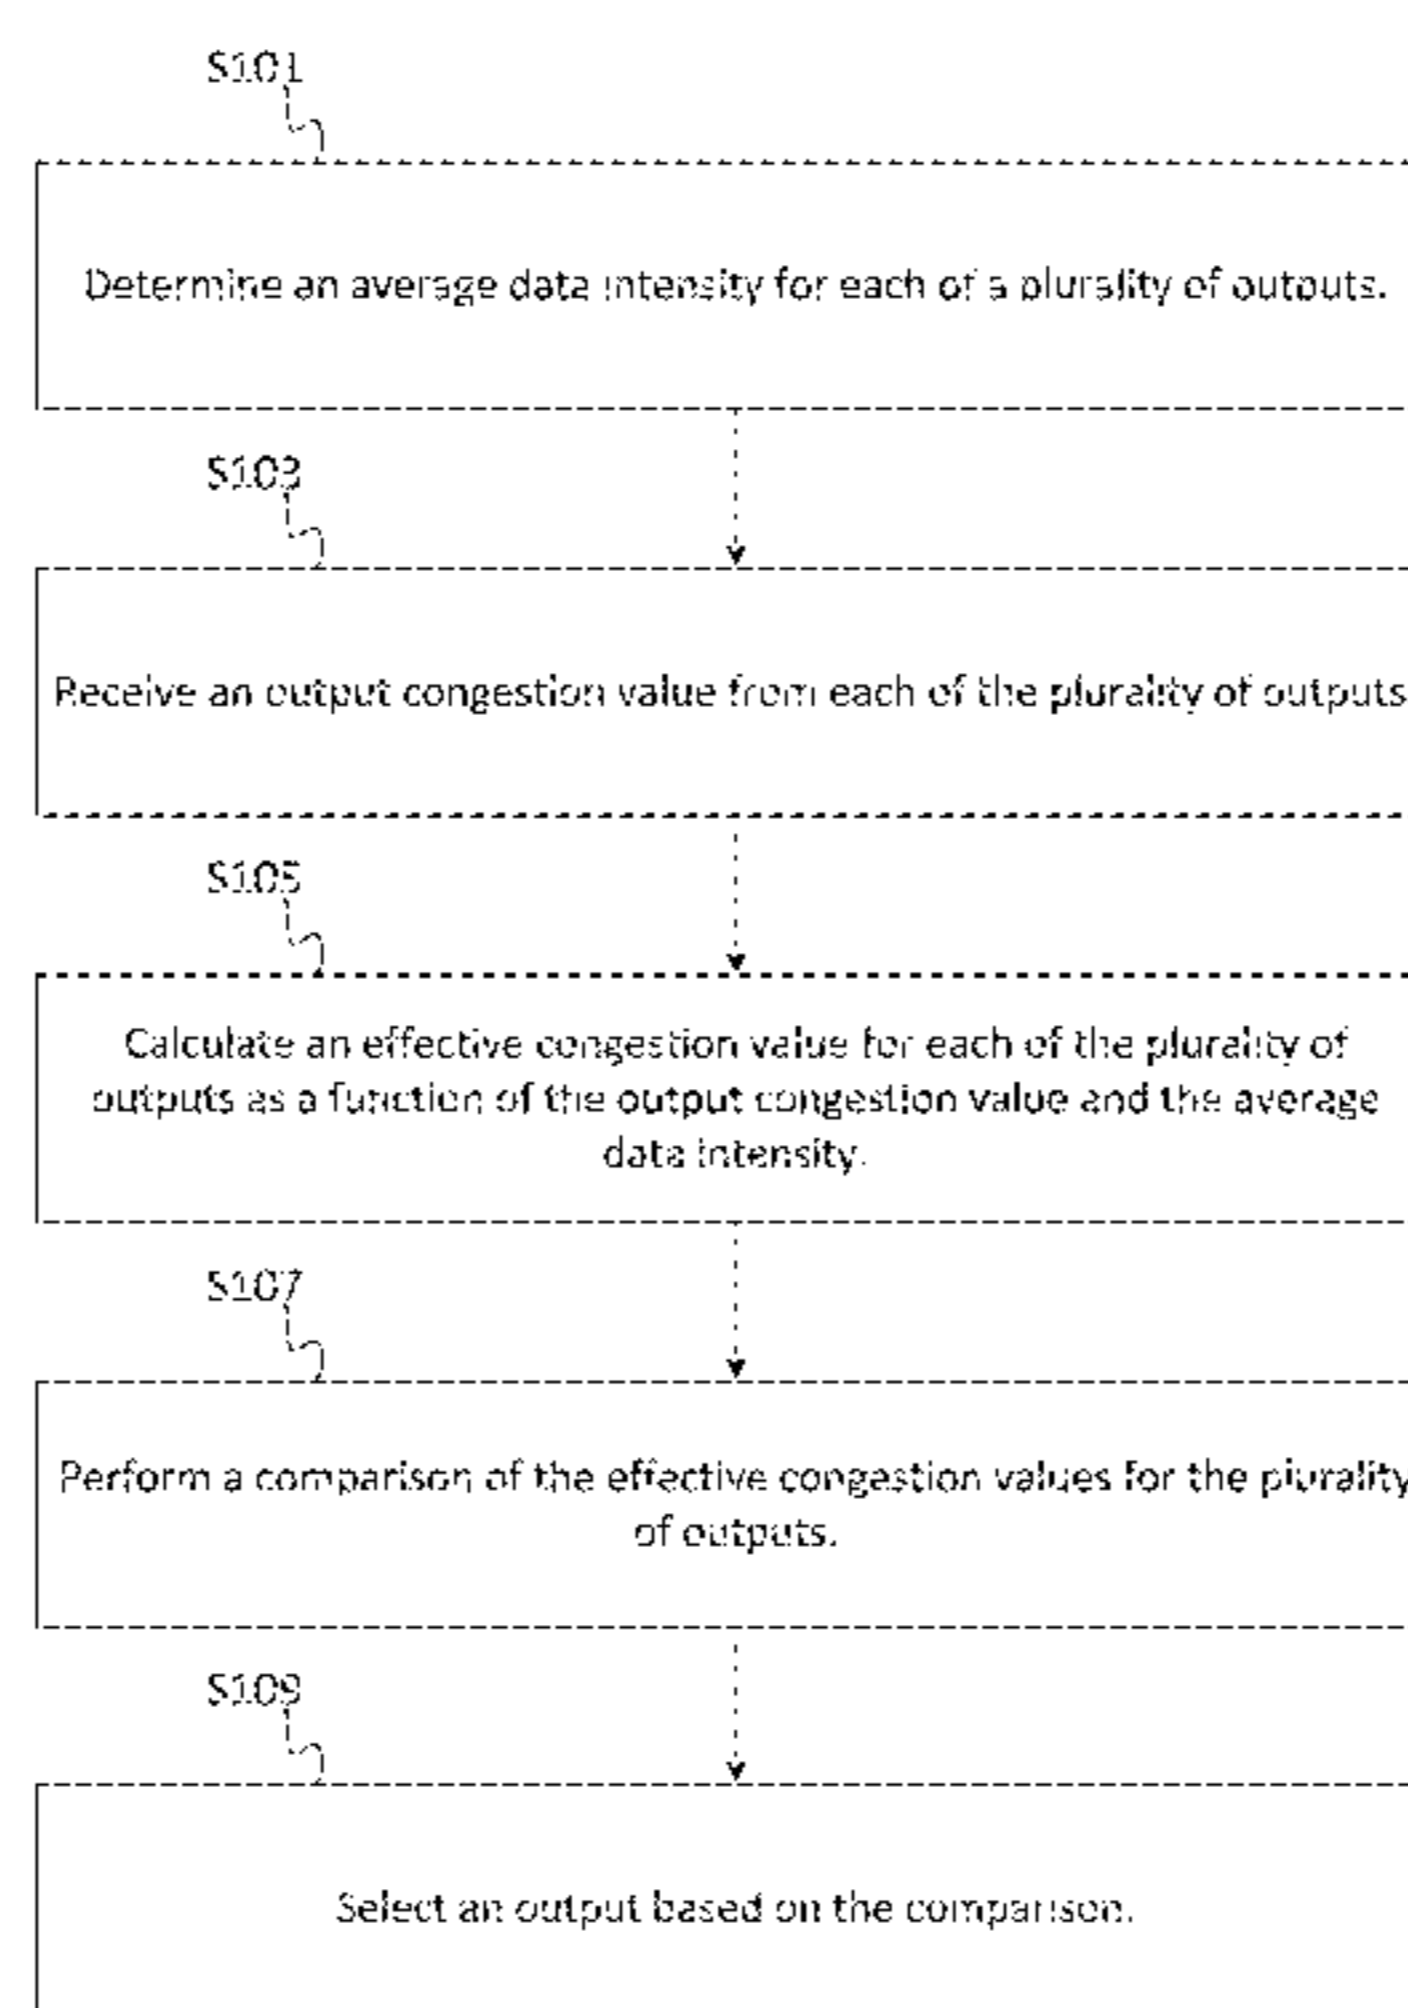 S101
Determine an average data intensity for each of a plurality of outputs.
S103
Receive an output congestion value from each of the plurality of outputs
S105
Calculate an effective congestion value for each of the plurality of
outputs as a function of the output congestion value and the average
data intensity.
S107
Perform a comparison of the effective congestion values for the plurality
of outputs.
S109
Select an output based on the comparison.